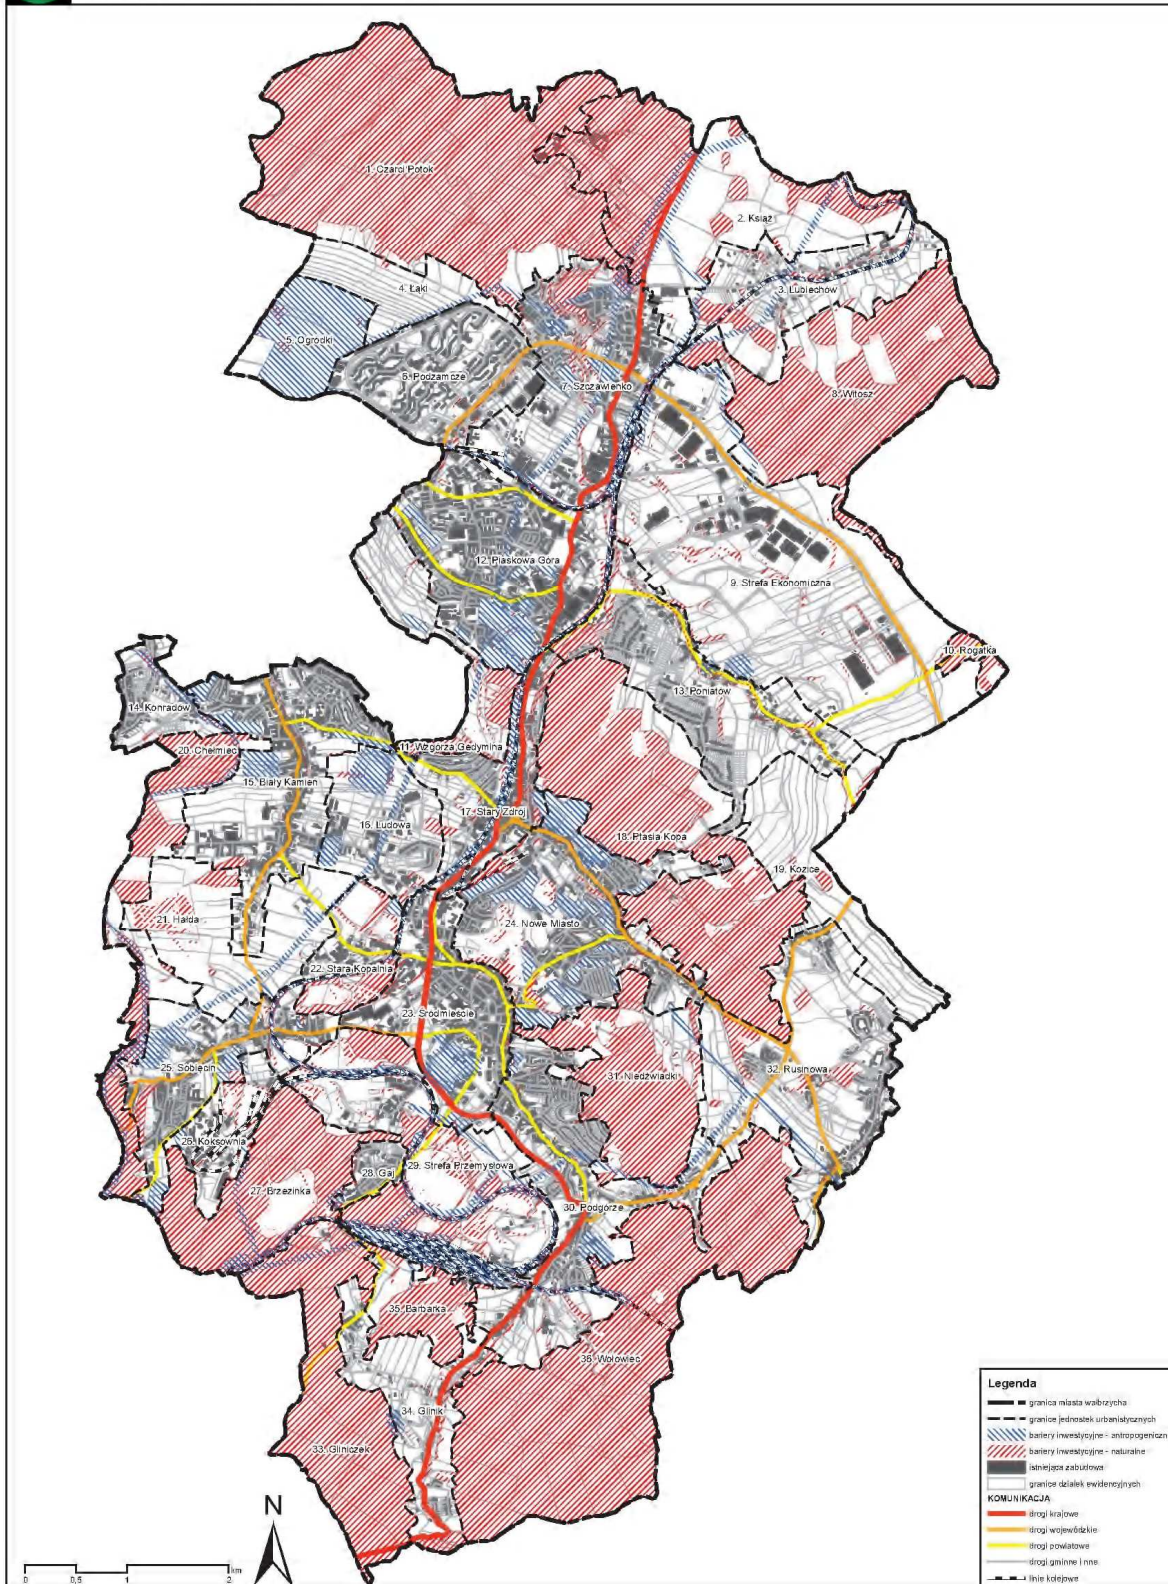 1. Czarci Potok
2. Książ
3. Lubiechów
4. Łąki
5. Ogródki
6. Podzamcze
7. Szczawienko
8. Witosz
12. Piaskowa Góra
9. Strefa Ekonomiczna
10. Rogatka
13. Poniatów
14. Konradów
20. Chełmiec
11. Wzgórza Gedymina
15. Biały Kamień
17. Stary Zdrój
16. Ludowa
18. Ptasia Kopa
19. Kozice
21. Hałda
24. Nowe Miasto
22. Stara Kopalnia
23. Śródmieście
25. Sobięcin
31. Niedźwiadki
32. Rusinowa
26. Koksownia
28. Gaj
29. Strefa Przemysłowa
27. Brzezinka
30. Podgórze
35. Barbarka
36. Wołowiec
34. Glinik
33. Gliniczek
N
0 0,5 1 2 km
Legenda
granica miasta wałbrzycha
granice jednostek urbanistycznych
bariery inwestycyjne - antropogeniczn
bariery inwestycyjne - naturalne
istniejąca zabudowa
granice działek ewidencyjnych
KOMUNIKACJA
drogi krajowe
drogi wojewódzkie
drogi powiatowe
drogi gminne i nne
linie kolejowe